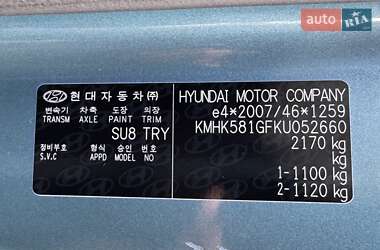 auto RIA
현대자동차㈜
변속기 차축 도장 의장
TRANSM AXLE PAINT TRIM
SU8 TRY
정비부호 형식 승인 번호
S.V.C APPD MODEL NO
HYUNDAI MOTOR COMPANY
e4*2007/46*1259
KMHK581GFKU052660
2170 kg
kg
1-1100 kg
2-1120 kg